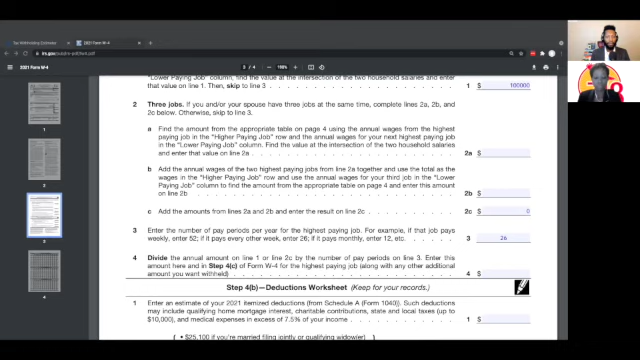 Tax Withholding Estimator
2021 Form W-4
irs.gov/pub/irs-pdf/fw4.pdf
2021 Form W-4
3 / 4
150%
1
2
3
4
"Lower Paying Job" column, find the value at the intersection of the two household salaries and enter
that value on line 1. Then, skip to line 3 1 $ 100000
2 Three jobs. If you and/or your spouse have three jobs at the same time, complete lines 2a, 2b, and
2c below. Otherwise, skip to line 3.
a Find the amount from the appropriate table on page 4 using the annual wages from the highest
paying job in the "Higher Paying Job" row and the annual wages for your next highest paying job
in the "Lower Paying Job" column. Find the value at the intersection of the two household salaries
and enter that value on line 2a 2a $
b Add the annual wages of the two highest paying jobs from line 2a together and use the total as the
wages in the "Higher Paying Job" row and use the annual wages for your third job in the "Lower
Paying Job" column to find the amount from the appropriate table on page 4 and enter this amount
on line 2b 2b $
c Add the amounts from lines 2a and 2b and enter the result on line 2c 2c $ 0
3 Enter the number of pay periods per year for the highest paying job. For example, if that job pays
weekly, enter 52; if it pays every other week, enter 26; if it pays monthly, enter 12, etc. 3 26
4 Divide the annual amount on line 1 or line 2c by the number of pay periods on line 3. Enter this
amount here and in Step 4(c) of Form W-4 for the highest paying job (along with any other additional
amount you want withheld) 4 $
Step 4(b)—Deductions Worksheet (Keep for your records.)
1 Enter an estimate of your 2021 itemized deductions (from Schedule A (Form 1040)). Such deductions
may include qualifying home mortgage interest, charitable contributions, state and local taxes (up to
$10,000), and medical expenses in excess of 7.5% of your income 1 $
• $25,100 if you're married filing jointly or qualifying widow(er)